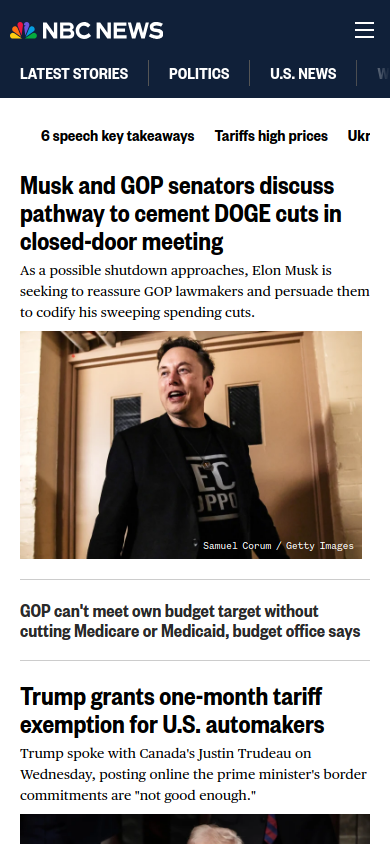 NBC NEWS
LATEST STORIES
POLITICS
U.S. NEWS
6 speech key takeaways
Tariffs high prices
Musk and GOP senators discuss
pathway to cement DOGE cuts in
closed-door meeting
As a possible shutdown approaches, Elon Musk is
seeking to reassure GOP lawmakers and persuade them
to codify his sweeping spending cuts.
EC
UPPO
Samuel Corum / Getty Images
GOP can't meet own budget target without
cutting Medicare or Medicaid, budget office says
Trump grants one-month tariff
exemption for U.S. automakers
Trump spoke with Canada's Justin Trudeau on
Wednesday, posting online the prime minister's border
commitments are "not good enough."